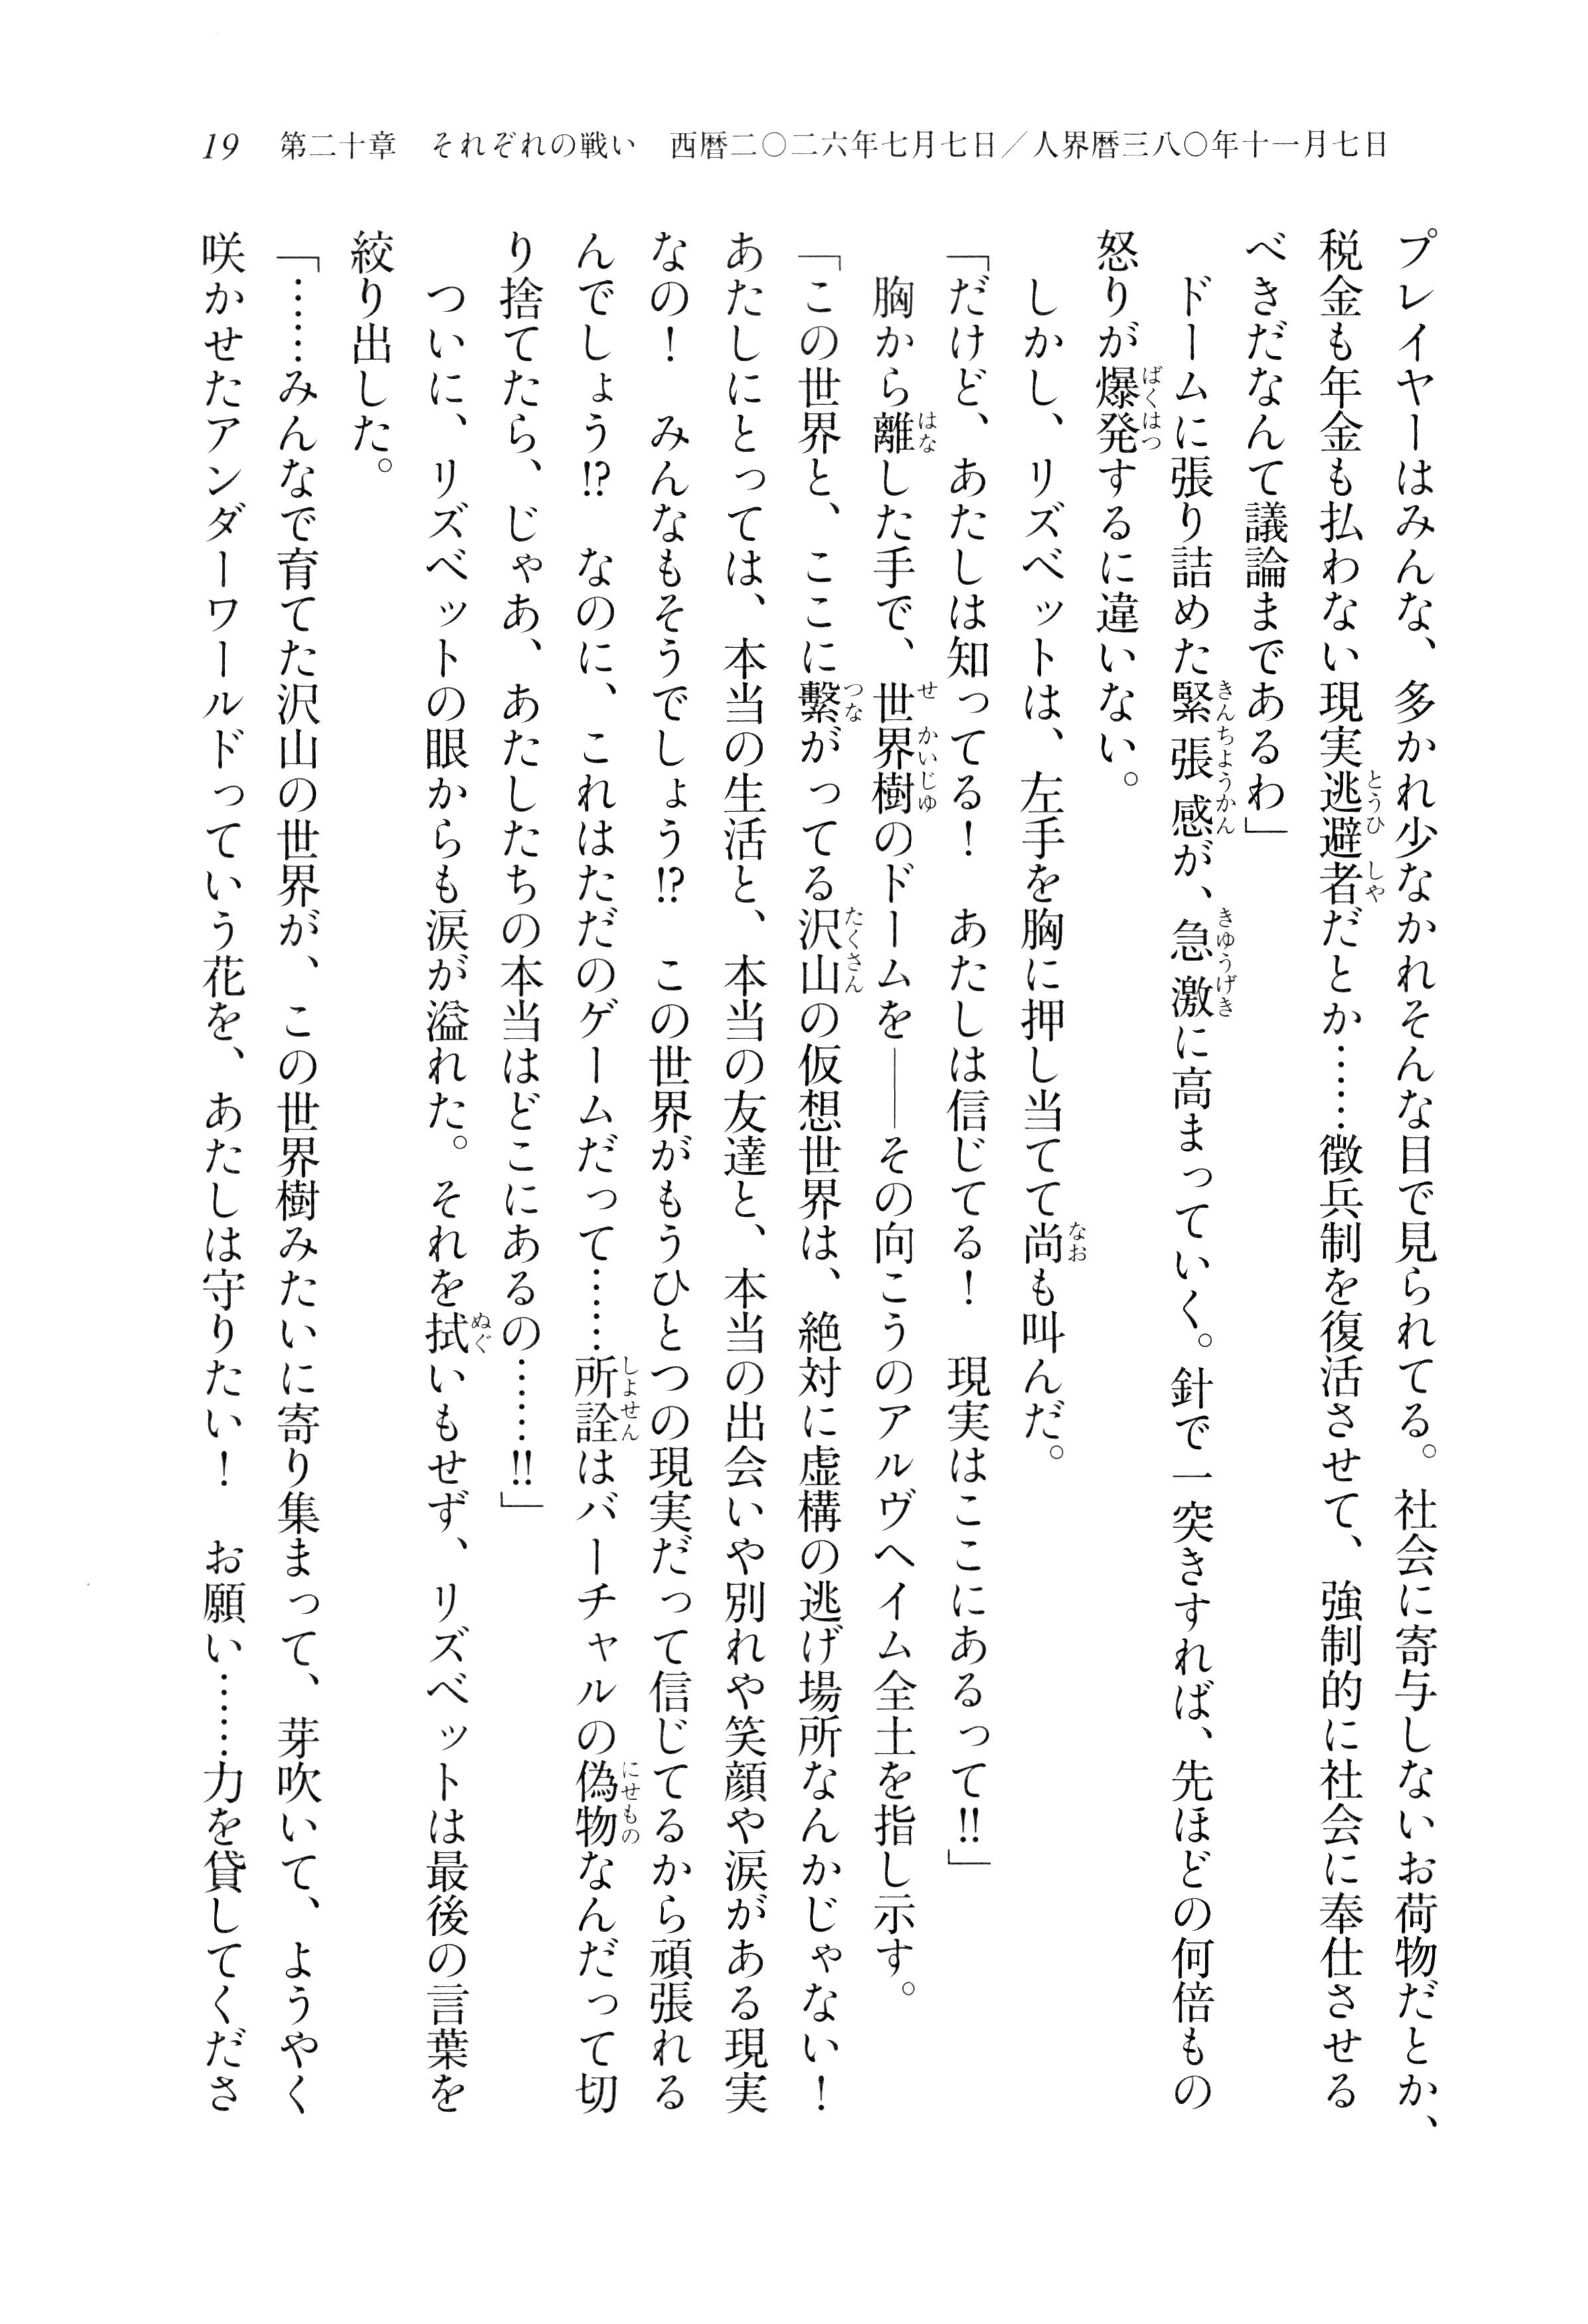 19　第二十章　それぞれの戦い　西暦二〇二六年七月七日／人界暦三八〇年十一月七日
プレイヤーはみんな、多かれ少なかれそんな目で見られてる。社会に寄与しないお荷物だとか、
税金も年金も払わない現実逃避者だとか……徴兵制を復活させて、強制的に社会に奉仕させる
べきだなんて議論まであるわ」
　ドームに張り詰めた緊張感が、急激に高まっていく。針で一突きすれば、先ほどの何倍もの
怒りが爆発するに違いない。
　しかし、リズベットは、左手を胸に押し当てて尚も叫んだ。
「だけど、あたしは知ってる！　あたしは信じてる！　現実はここにあるって‼」
　胸から離した手で、世界樹のドームを――その向こうのアルヴヘイム全土を指し示す。
「この世界と、ここに繫がってる沢山の仮想世界は、絶対に虚構の逃げ場所なんかじゃない！
あたしにとっては、本当の生活と、本当の友達と、本当の出会いや別れや笑顔や涙がある現実
なの！　みんなもそうでしょう⁉　この世界がもうひとつの現実だって信じてるから頑張れる
んでしょう⁉　なのに、これはただのゲームだって……所詮はバーチャルの偽物なんだって切
り捨てたら、じゃあ、あたしたちの本当はどこにあるの……‼」
　ついに、リズベットの眼からも涙が溢れた。それを拭いもせず、リズベットは最後の言葉を
絞り出した。
「……みんなで育てた沢山の世界が、この世界樹みたいに寄り集まって、芽吹いて、ようやく
咲かせたアンダーワールドっていう花を、あたしは守りたい！　お願い……力を貸してくださ